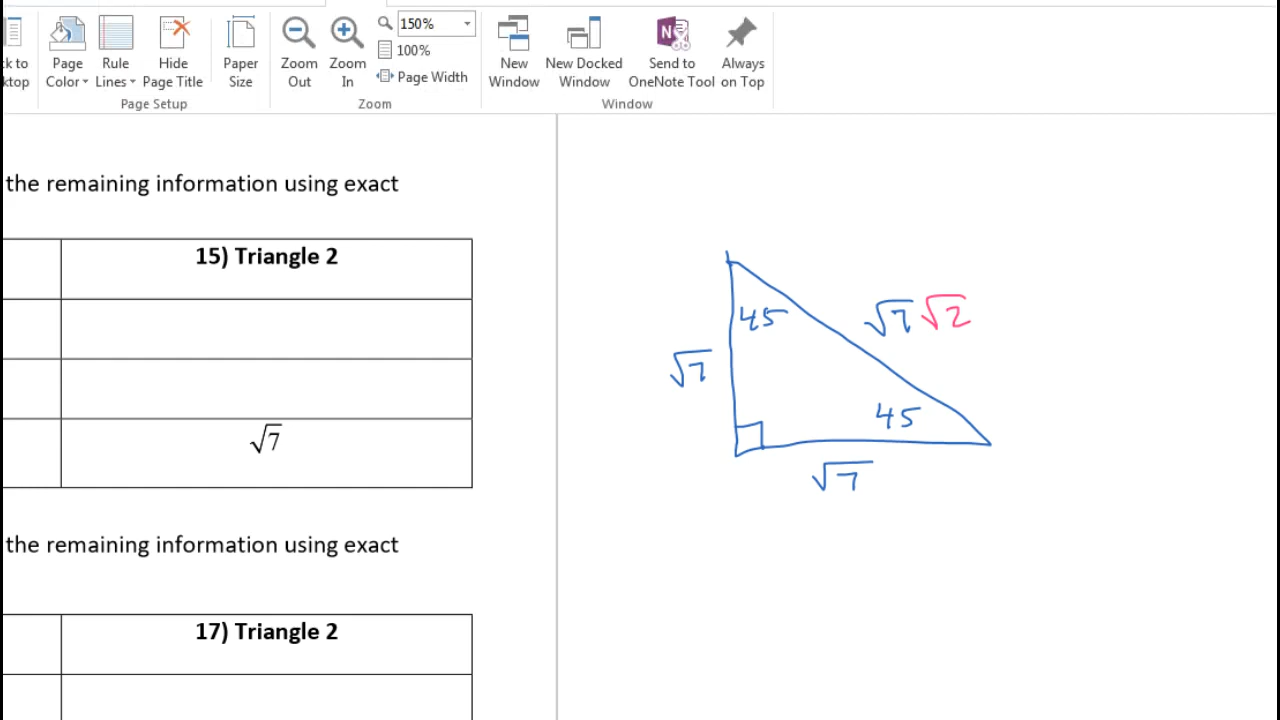 150%
ck to
ktop
Page
Color
Rule
Lines
Hide
Page Title
Paper
Size
Zoom
Out
Zoom
In
100%
Page Width
New
Window
New Docked
Window
Send to
OneNote Tool
Always
on Top
Page Setup
Zoom
Window
the remaining information using exact
15) Triangle 2
√7
the remaining information using exact
17) Triangle 2
45
√7 √2
√7
45
√7